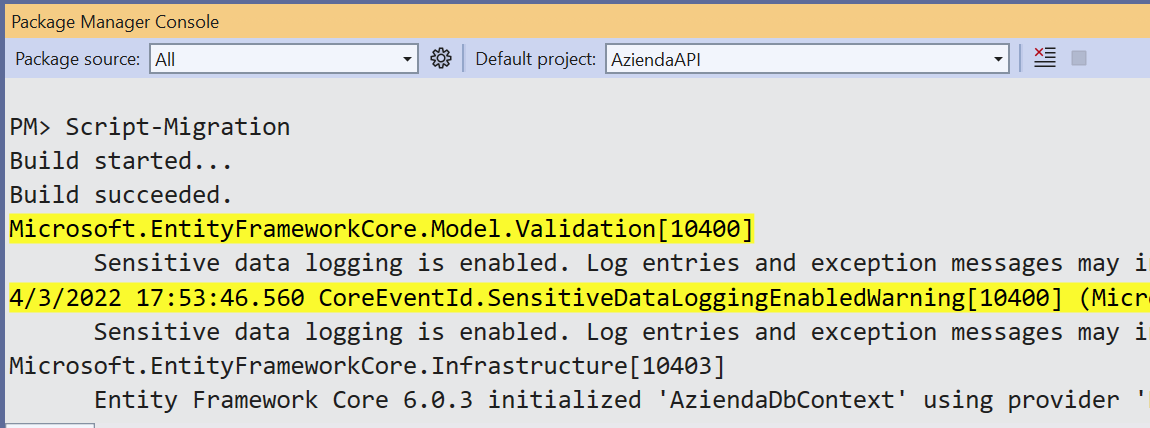 Package Manager Console
Package source: All Default project: AziendaAPI
PM> Script-Migration
Build started...
Build succeeded.
Microsoft.EntityFrameworkCore.Model.Validation[10400]
Sensitive data logging is enabled. Log entries and exception messages may i
4/3/2022 17:53:46.560 CoreEventId.SensitiveDataLoggingEnabledWarning[10400] (Micro
Sensitive data logging is enabled. Log entries and exception messages may i
Microsoft.EntityFrameworkCore.Infrastructure[10403]
Entity Framework Core 6.0.3 initialized 'AziendaDbContext' using provider '